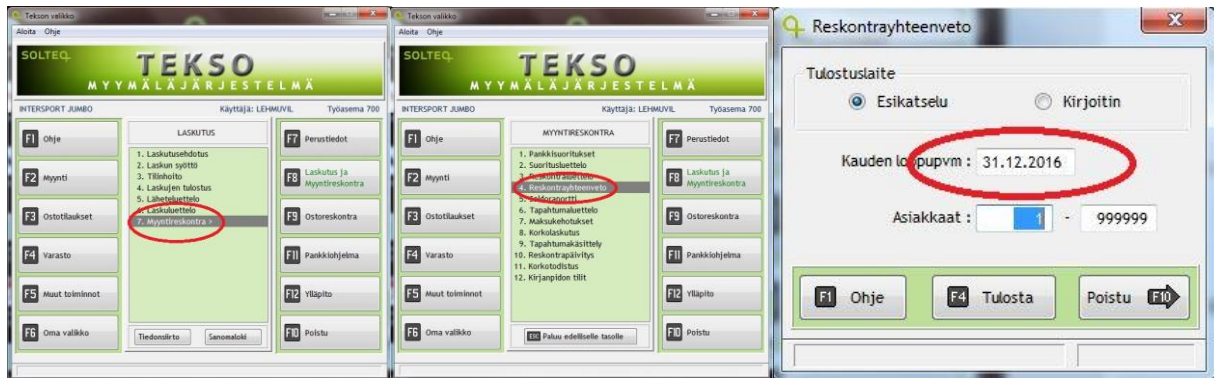 Tekson valikko
Aloita Ohje
SOLTEQ
TEKSO
MYYMÄLÄJÄRJESTELMÄ
INTERSPORT JUMBO Käyttäjä: LEHMUVIL Työasema 700
F1 Ohje
F2 Myynti
F3 Ostotilaukset
F4 Varasto
F5 Muut toiminnot
F6 Oma valikko
LASKUTUS
1. Laskutusehdotus
2. Laskun syöttö
3. Tilinhoito
4. Laskujen tulostus
5. Läheteluettelo
6. Laskuluettelo
7. Myyntireskontra >
Tiedonsiirto Sanomaloki
F7 Perustiedot
F8 Laskutus ja
Myyntireskontra
F9 Ostoreskontra
F11 Pankkiohjelma
F12 Ylläpito
F10 Poistu
Tekson valikko
Aloita Ohje
SOLTEQ
TEKSO
MYYMÄLÄJÄRJESTELMÄ
INTERSPORT JUMBO Käyttäjä: LEHMUVIL Työasema 700
F1 Ohje
F2 Myynti
F3 Ostotilaukset
F4 Varasto
F5 Muut toiminnot
F6 Oma valikko
MYYNTIRESKONTRA
1. Pankkisuoritukset
2. Suoritusluettelo
3. Reskontraluettelo
4. Reskontrayhteenveto
5. Saldoraportti
6. Tapahtumaluettelo
7. Maksukehotukset
8. Korkolaskutus
9. Tapahtumakäsittely
10. Reskontrapäivitys
11. Korkotodistus
12. Kirjanpidon tilit
ESC Paluu edelliselle tasolle
F7 Perustiedot
F8 Laskutus ja
Myyntireskontra
F9 Ostoreskontra
F11 Pankkiohjelma
F12 Ylläpito
F10 Poistu
Reskontrayhteenveto
Tulostuslaite
Esikatselu Kirjoitin
Kauden loppupvm : 31.12.2016
Asiakkaat : 1 - 999999
F1 Ohje F4 Tulosta Poistu F10